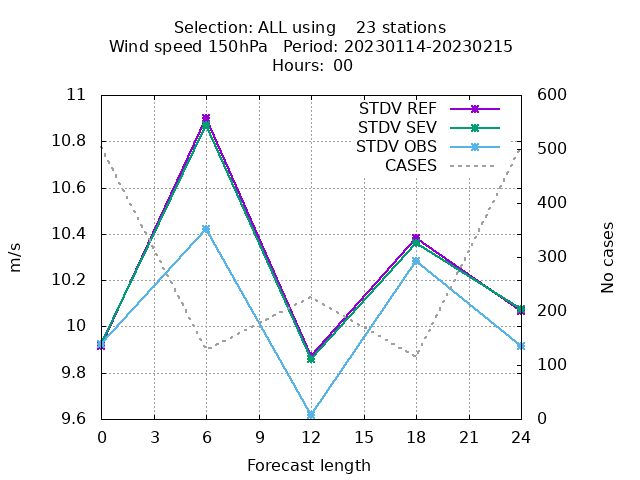 Selection: ALL using    23 stations
Wind speed 150hPa   Period: 20230114-20230215
Hours:  00
STDV REF
STDV SEV
STDV OBS
CASES
11
10.8
10.6
10.4
10.2
10
9.8
9.6
600
500
400
300
200
100
0
m/s
No cases
0 3 6 9 12 15 18 21 24
Forecast length